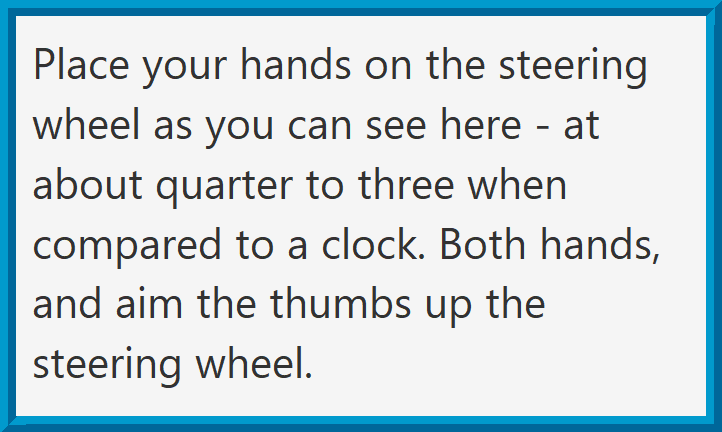 Place your hands on the steering
wheel as you can see here - at
about quarter to three when
compared to a clock. Both hands,
and aim the thumbs up the
steering wheel.